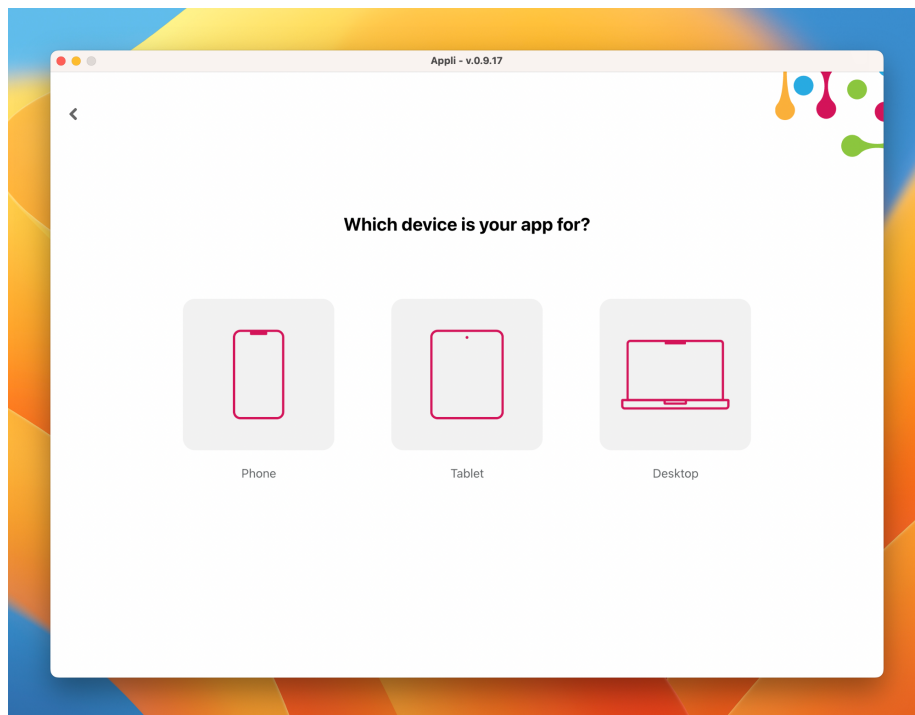 Appli - v.0.9.17
Which device is your app for?
Phone
Tablet
Desktop